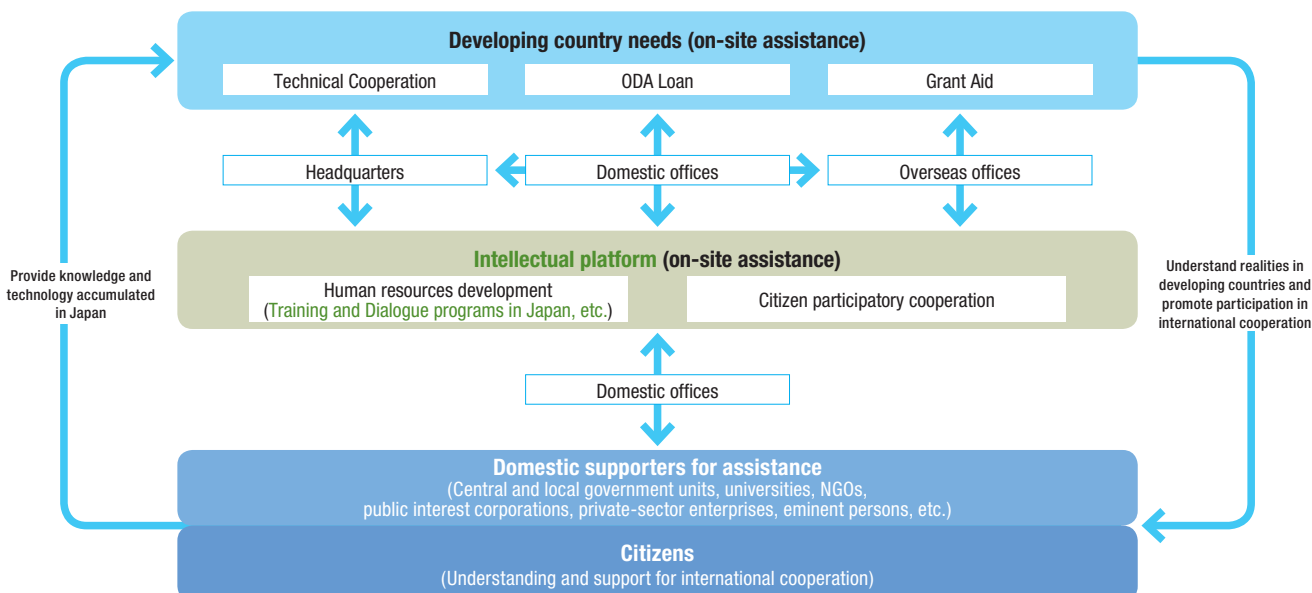 Developing country needs (on-site assistance)
Technical Cooperation
ODA Loan
Grant Aid
Headquarters
Domestic offices
Overseas offices
Intellectual platform (on-site assistance)
Human resources development
(Training and Dialogue programs in Japan, etc.)
Citizen participatory cooperation
Provide knowledge and
technology accumulated
in Japan
Understand realities in
developing countries and
promote participation in
international cooperation
Domestic offices
Domestic supporters for assistance
(Central and local government units, universities, NGOs,
public interest corporations, private-sector enterprises, eminent persons, etc.)
Citizens
(Understanding and support for international cooperation)